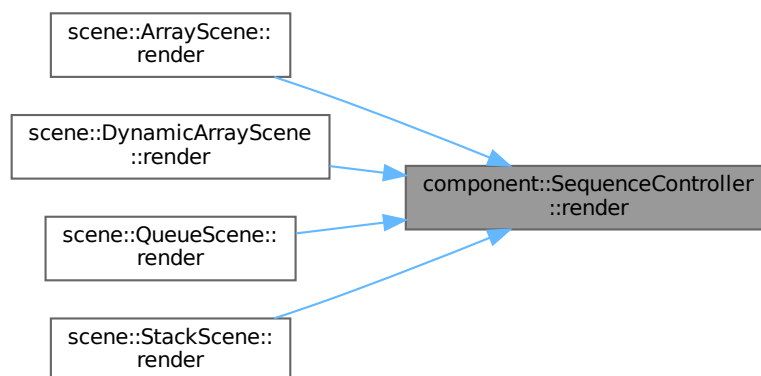 scene::ArrayScene::
render
scene::DynamicArrayScene
::render
component::SequenceController
::render
scene::QueueScene::
render
scene::StackScene::
render